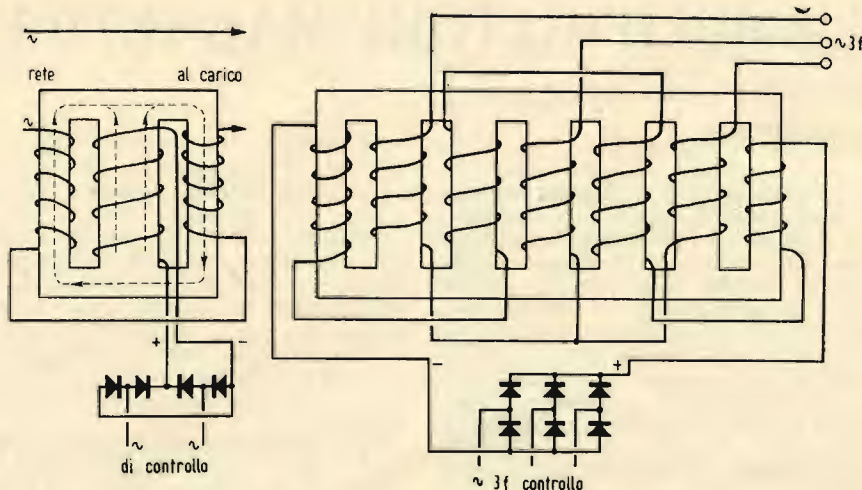 ~
rete al carico
~
~ 3f
+ −
~ ~
di controllo
− +
~ 3f controllo